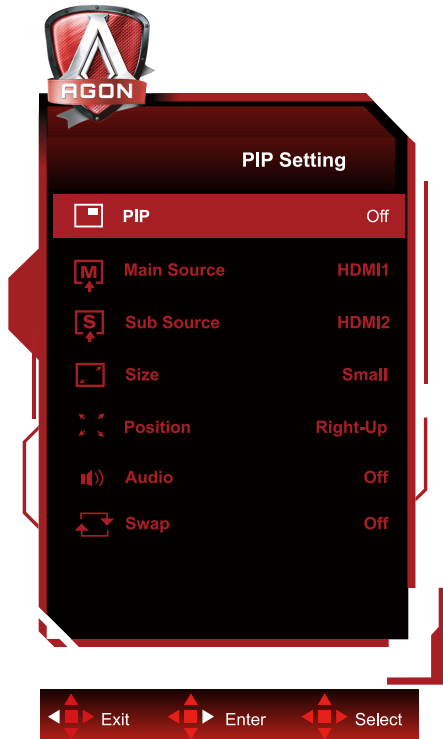 AGON
PIP Setting
PIP Off
Main Source HDMI1
Sub Source HDMI2
Size Small
Position Right-Up
Audio Off
Swap Off
M
S
Exit Enter Select